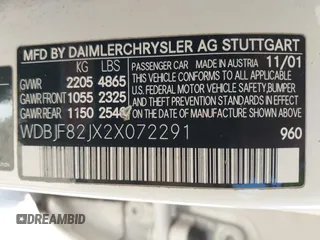 MFD BY DAIMLERCHRYSLER AG STUTTGART
KG LBS PASSENGER CAR MADE IN AUSTRIA 11/01
GVWR 2205 4865 THIS VEHICLE CONFORMS TO ALL APPLICABLE
GAWR FRONT 1055 2325 U.S. FEDERAL MOTOR VEHICLE SAFETY, BUMPER,
GAWR REAR 1150 254 AND THEFT PREVENTION STANDARDS IN EFFECT
ON THE DATE OF MANUFACTURE SHOWN ABOVE
WDBJF82JX2X072291 960
DREAMBID